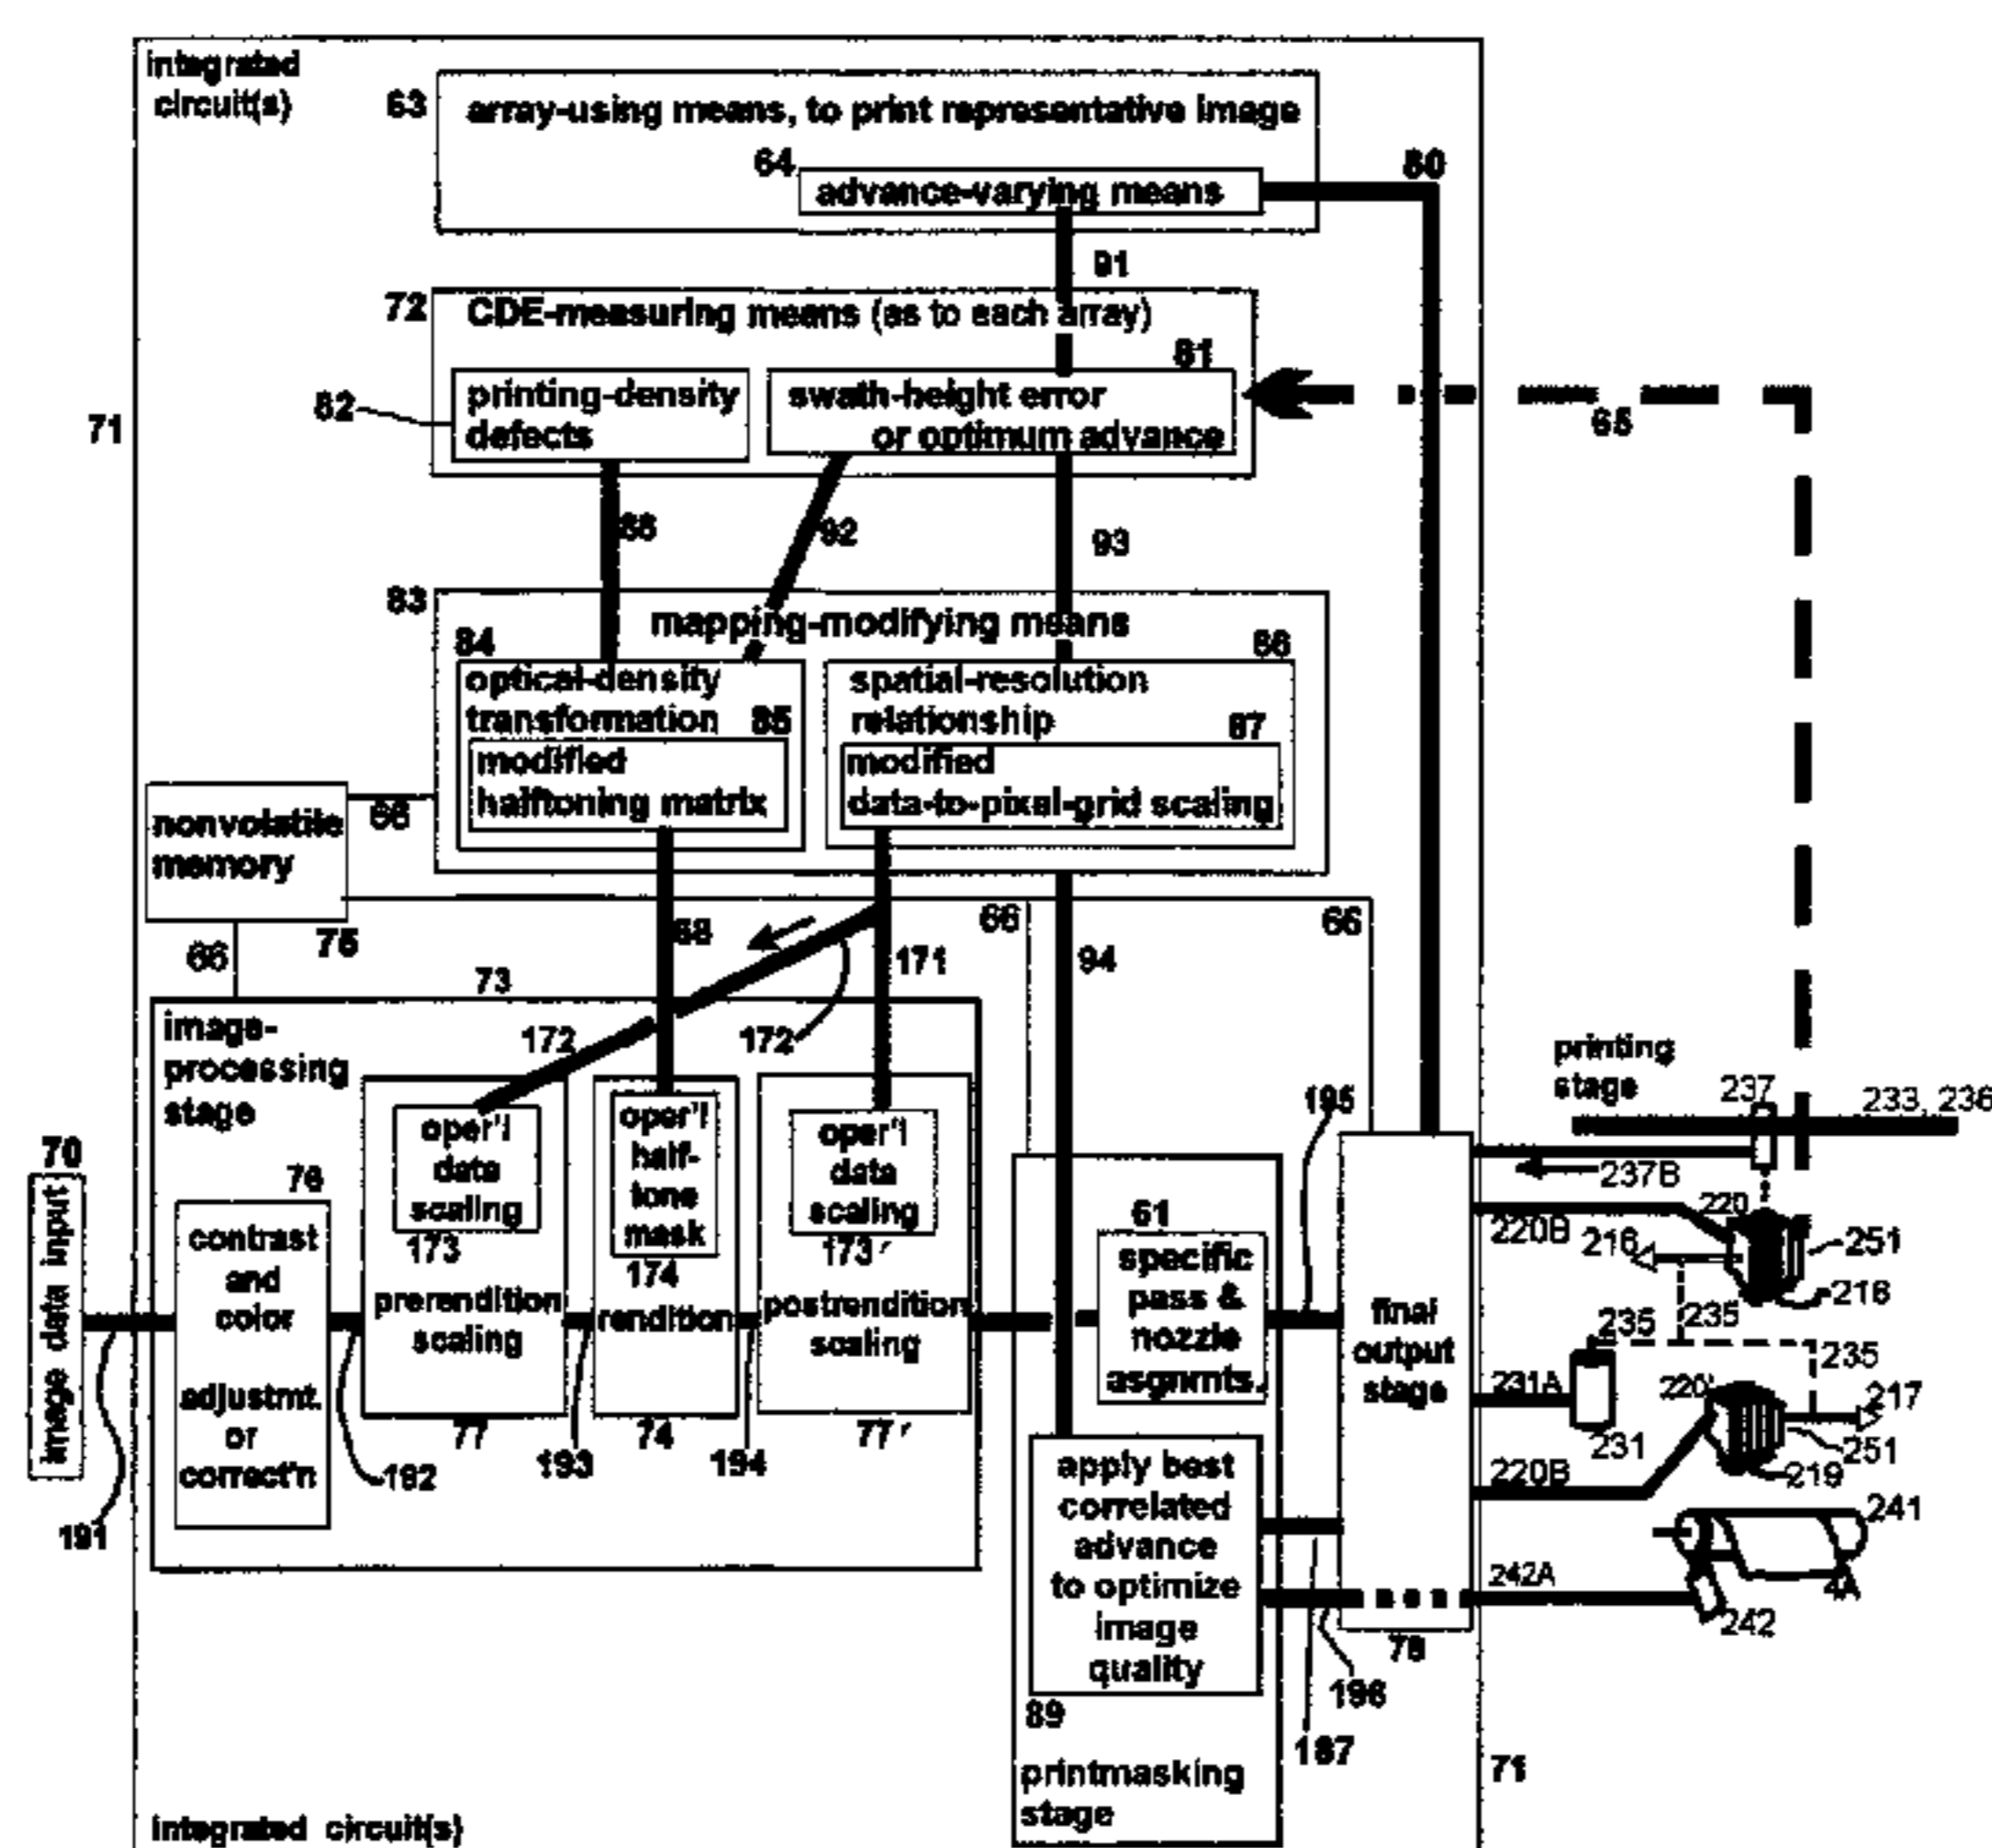 integrated
circuit(s)
63
array-using means, to print representative image
64
advance-varying means
80
91
72
CDE-measuring means (as to each array)
81
82
printing-density
defects
swath-height error
or optimum advance
65
71
92
93
83
mapping-modifying means
84
optical-density
transformation
85
modified
halftoning matrix
86
spatial-resolution
relationship
87
modified
data-to-pixel-grid scaling
66
nonvolatile
memory
75
66
68
66
66
171
94
172
172
73
image-
processing
stage
70
image data input
191
76
contrast
and
color
adjustmt.
or
correct'n
192
oper'l
data
scaling
173
prerendition
scaling
77
193
oper'l
half-
tone
mask
174
rendition
74
194
oper'l
data
scaling
173'
postrendition
scaling
77'
61
specific
pass &
nozzle
asgnmts.
195
apply best
correlated
advance
to optimize
image
quality
89
printmasking
stage
187
196
final
output
stage
78
printing
stage
237
233, 236
237B
220
220B
216
251
218
235
235
235
231A
231
220'
217
251
219
220B
241
242A
4A
242
71
integrated circuit(s)